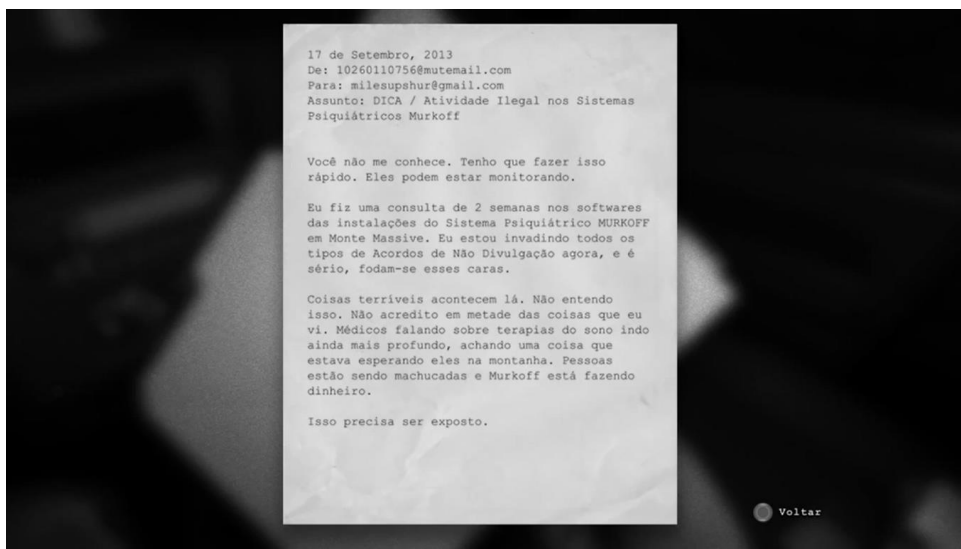 17 de Setembro, 2013
De: 10260110756@mutemail.com
Para: milesupshur@gmail.com
Assunto: DICA / Atividade Ilegal nos Sistemas
Psiquiátricos Murkoff
Você não me conhece. Tenho que fazer isso
rápido. Eles podem estar monitorando.
Eu fiz uma consulta de 2 semanas nos softwares
das instalações do Sistema Psiquiátrico MURKOFF
em Monte Massive. Eu estou invadindo todos os
tipos de Acordos de Não Divulgação agora, e é
sério, fodam-se esses caras.
Coisas terríveis acontecem lá. Não entendo
isso. Não acredito em metade das coisas que eu
vi. Médicos falando sobre terapias do sono indo
ainda mais profundo, achando uma coisa que
estava esperando eles na montanha. Pessoas
estão sendo machucadas e Murkoff está fazendo
dinheiro.
Isso precisa ser exposto.
Voltar